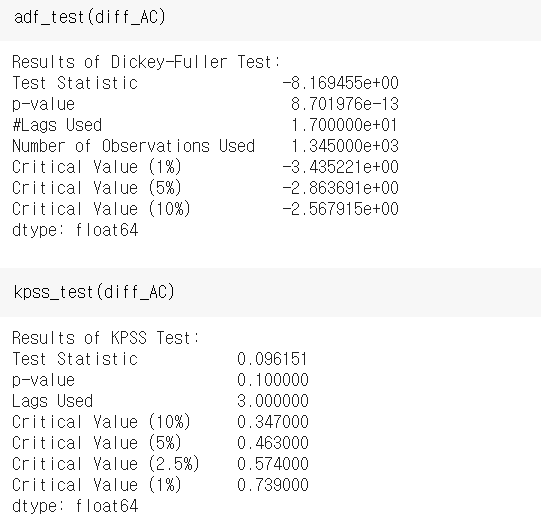 adf_test(diff_AC)
Results of Dickey-Fuller Test:
Test Statistic -8.169455e+00
p-value 8.701976e-13
#Lags Used 1.700000e+01
Number of Observations Used 1.345000e+03
Critical Value (1%) -3.435221e+00
Critical Value (5%) -2.863691e+00
Critical Value (10%) -2.567915e+00
dtype: float64
kpss_test(diff_AC)
Results of KPSS Test:
Test Statistic 0.096151
p-value 0.100000
Lags Used 3.000000
Critical Value (10%) 0.347000
Critical Value (5%) 0.463000
Critical Value (2.5%) 0.574000
Critical Value (1%) 0.739000
dtype: float64